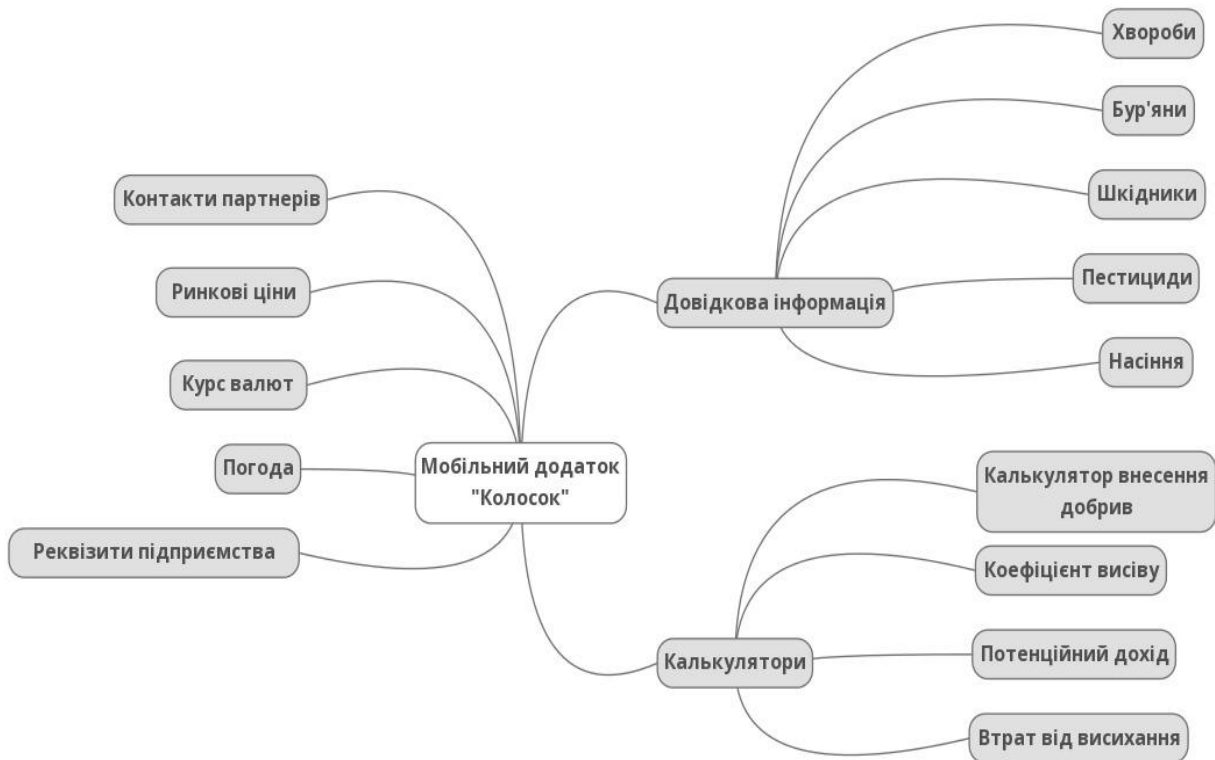 Хвороби
Бур'яни
Шкідники
Пестициди
Насіння
Довідкова інформація
Контакти партнерів
Ринкові ціни
Курс валют
Погода
Реквізити підприємства
Мобільний додаток
"Колосок"
Калькулятори
Калькулятор внесення
добрив
Коефіцієнт висіву
Потенційний дохід
Втрат від висихання